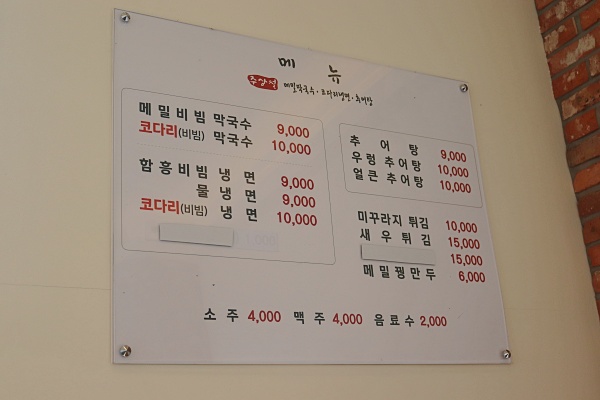 메 뉴
추상성 메밀막국수·코다리냉면·추어탕
메밀비빔 막국수 9,000
코다리(비빔) 막국수 10,000
함흥비빔냉면 9,000
물냉면 9,000
코다리(비빔) 냉면 10,000
추어탕 9,000
우렁추어탕 10,000
얼큰추어탕 10,000
미꾸라지튀김 10,000
새우튀김 15,000
15,000
메밀꿩만두 6,000
소주 4,000 맥주 4,000 음료수 2,000